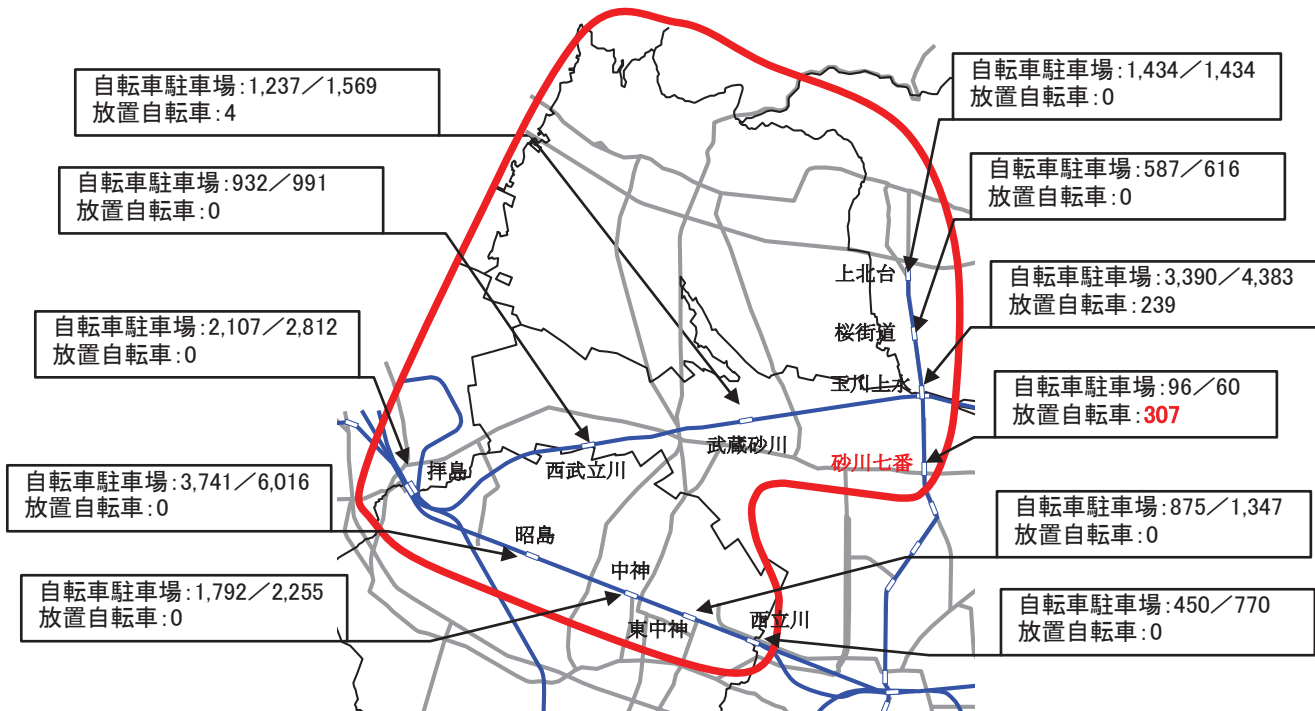 自転車駐車場:1,237／1,569
放置自転車:4
自転車駐車場:932／991
放置自転車:0
自転車駐車場:2,107／2,812
放置自転車:0
自転車駐車場:3,741／6,016
放置自転車:0
自転車駐車場:1,792／2,255
放置自転車:0
自転車駐車場:1,434／1,434
放置自転車:0
自転車駐車場:587／616
放置自転車:0
自転車駐車場:3,390／4,383
放置自転車:239
自転車駐車場:96／60
放置自転車:307
自転車駐車場:875／1,347
放置自転車:0
自転車駐車場:450／770
放置自転車:0
上北台
桜街道
玉川上水
武蔵砂川
砂川七番
西武立川
拝島
昭島
中神
東中神
西立川